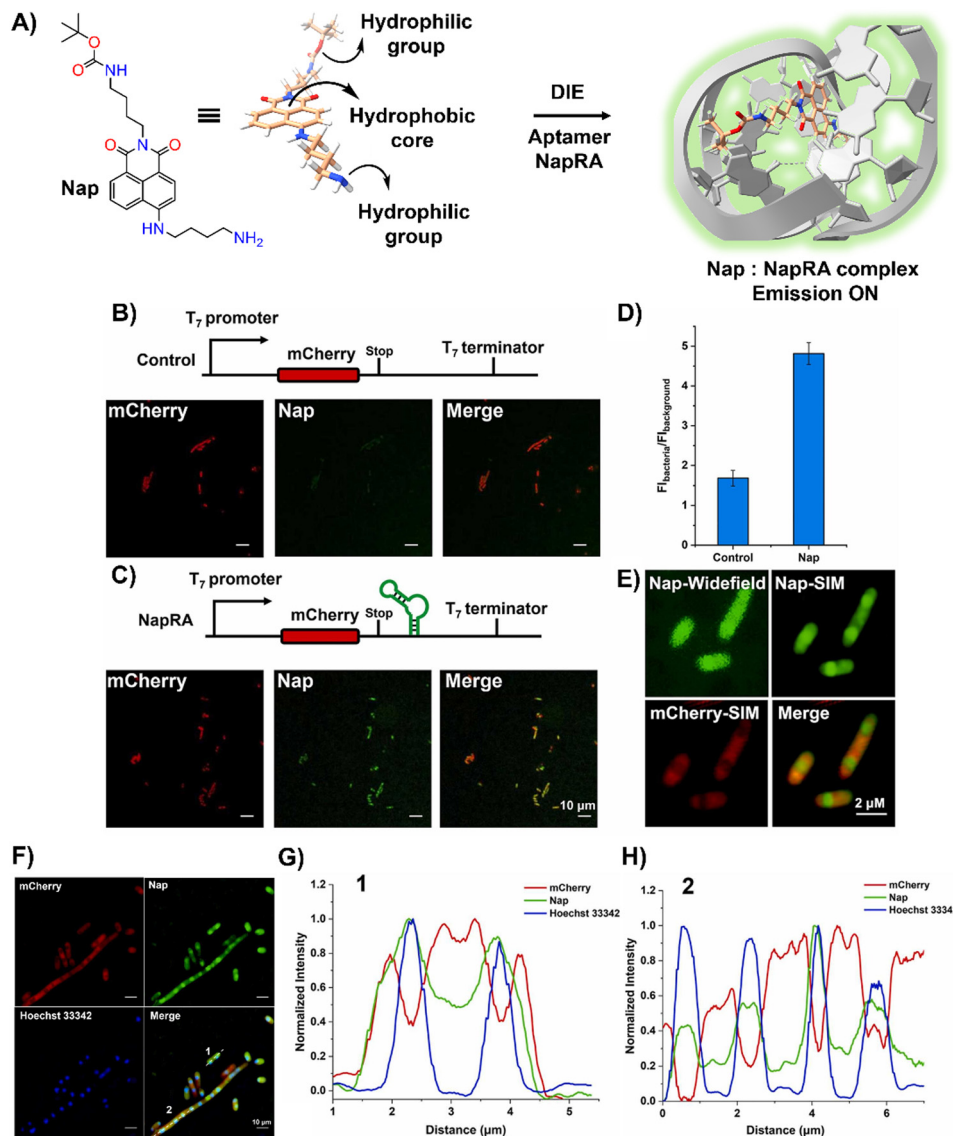 A)
O
O
NH
N
O
O
Nap
HN
NH2
≡
Hydrophilic
group
Hydrophobic
core
Hydrophilic
group
DIE
Aptamer
NapRA
Nap : NapRA complex
Emission ON
B)
T7 promoter
Control
mCherry
Stop
T7 terminator
mCherry
Nap
Merge
C)
T7 promoter
NapRA
mCherry
Stop
T7 terminator
mCherry
Nap
Merge
10 μm
D)
FIbacteria/FIbackground
5
4
3
2
1
0
Control
Nap
E)
Nap-Widefield
Nap-SIM
mCherry-SIM
Merge
2 μM
F)
mCherry
Nap
Hoechst 33342
Merge
1
2
10 μm
G)
1
mCherry
Nap
Hoechst 33342
Normalized Intensity
1.2
1.0
0.8
0.6
0.4
0.2
0.0
1
2
3
4
5
Distance (μm)
H)
2
mCherry
Nap
Hoechst 3334
Normalized Intensity
1.2
1.0
0.8
0.6
0.4
0.2
0.0
0
2
4
6
Distance (μm)